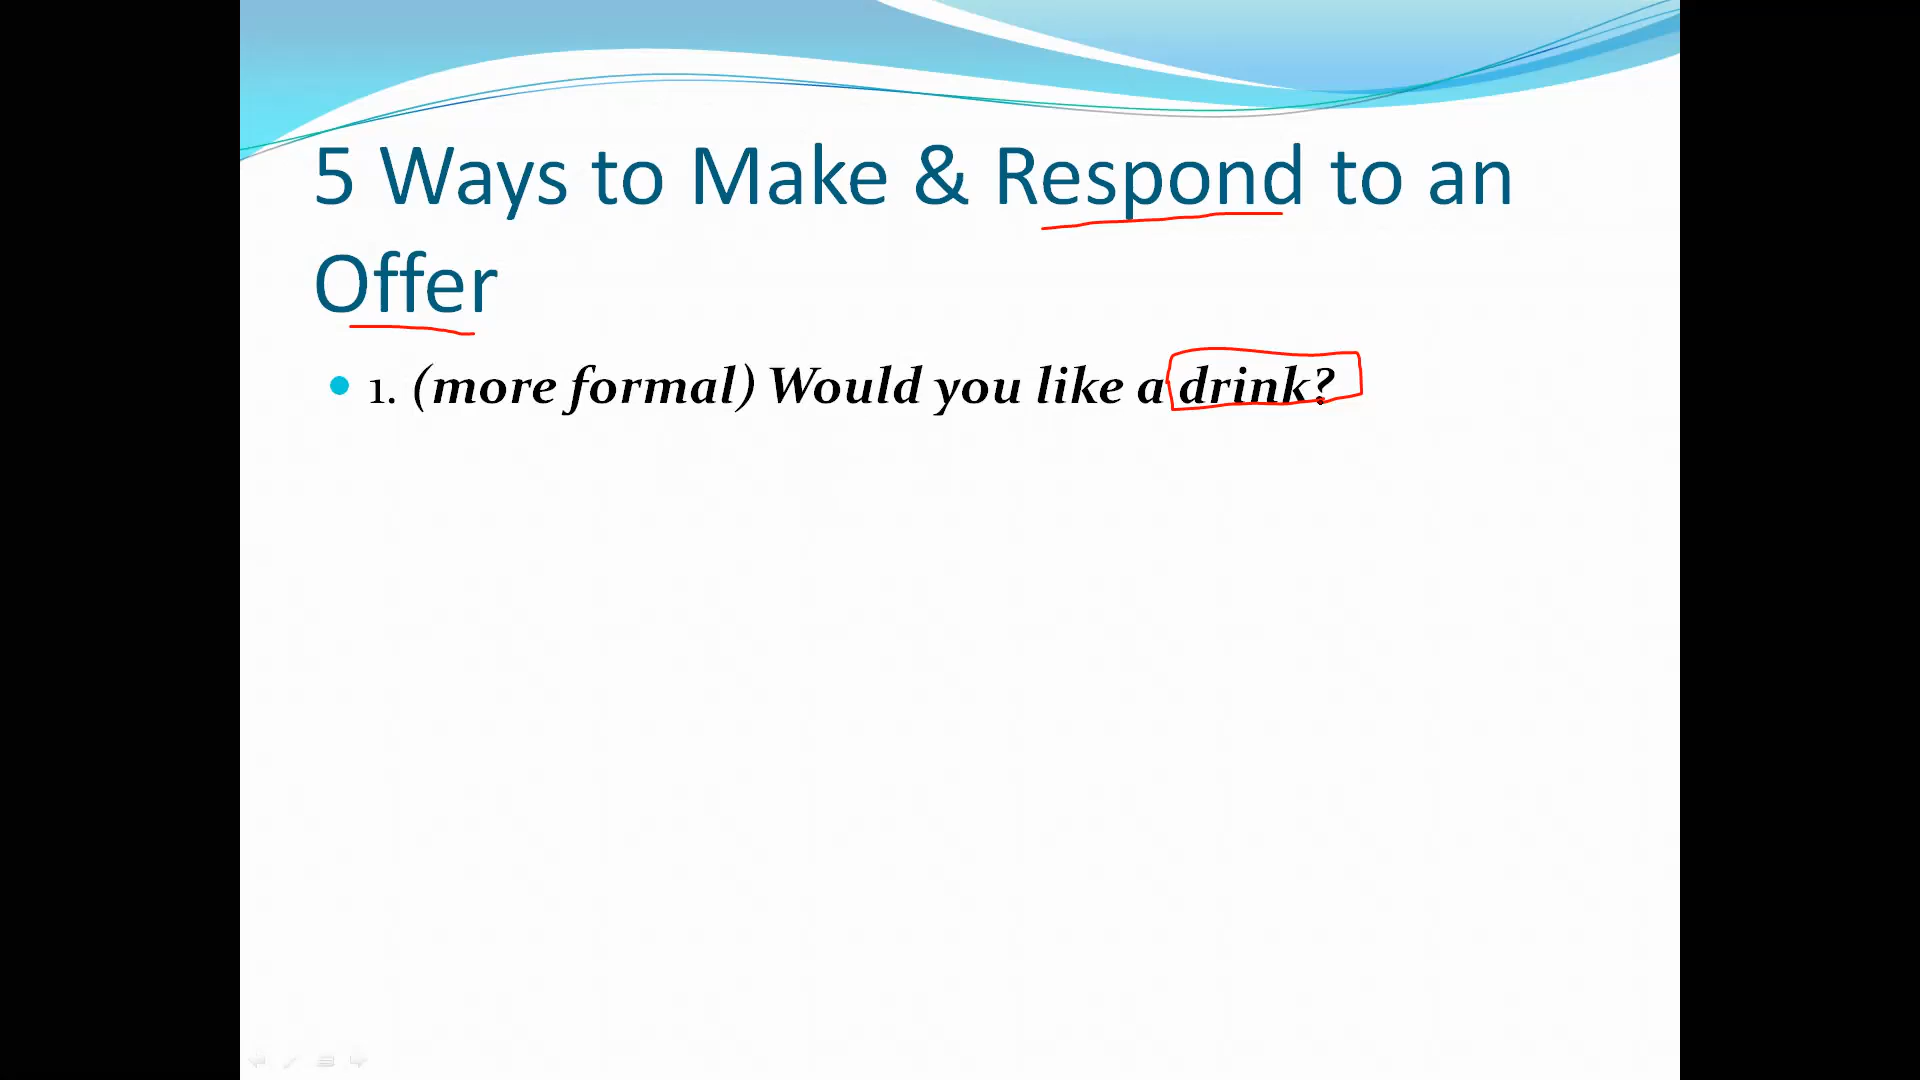 5 Ways to Make & Respond to an
Offer
1. (more formal) Would you like a drink?